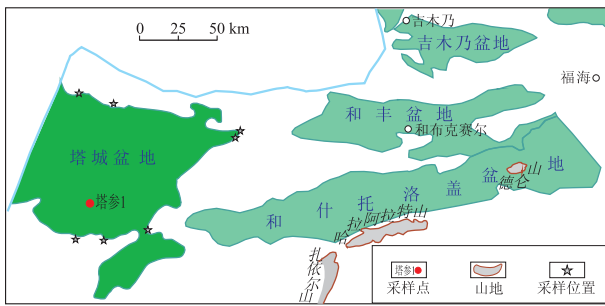 0 25 50 km
吉木乃
吉木乃盆地
福海
和丰盆地
和布克赛尔
塔城盆地
塔参1
德仑山
和什托洛盖盆地
哈拉阿拉特山
扎依尔山
塔参1
采样点
山地
采样位置